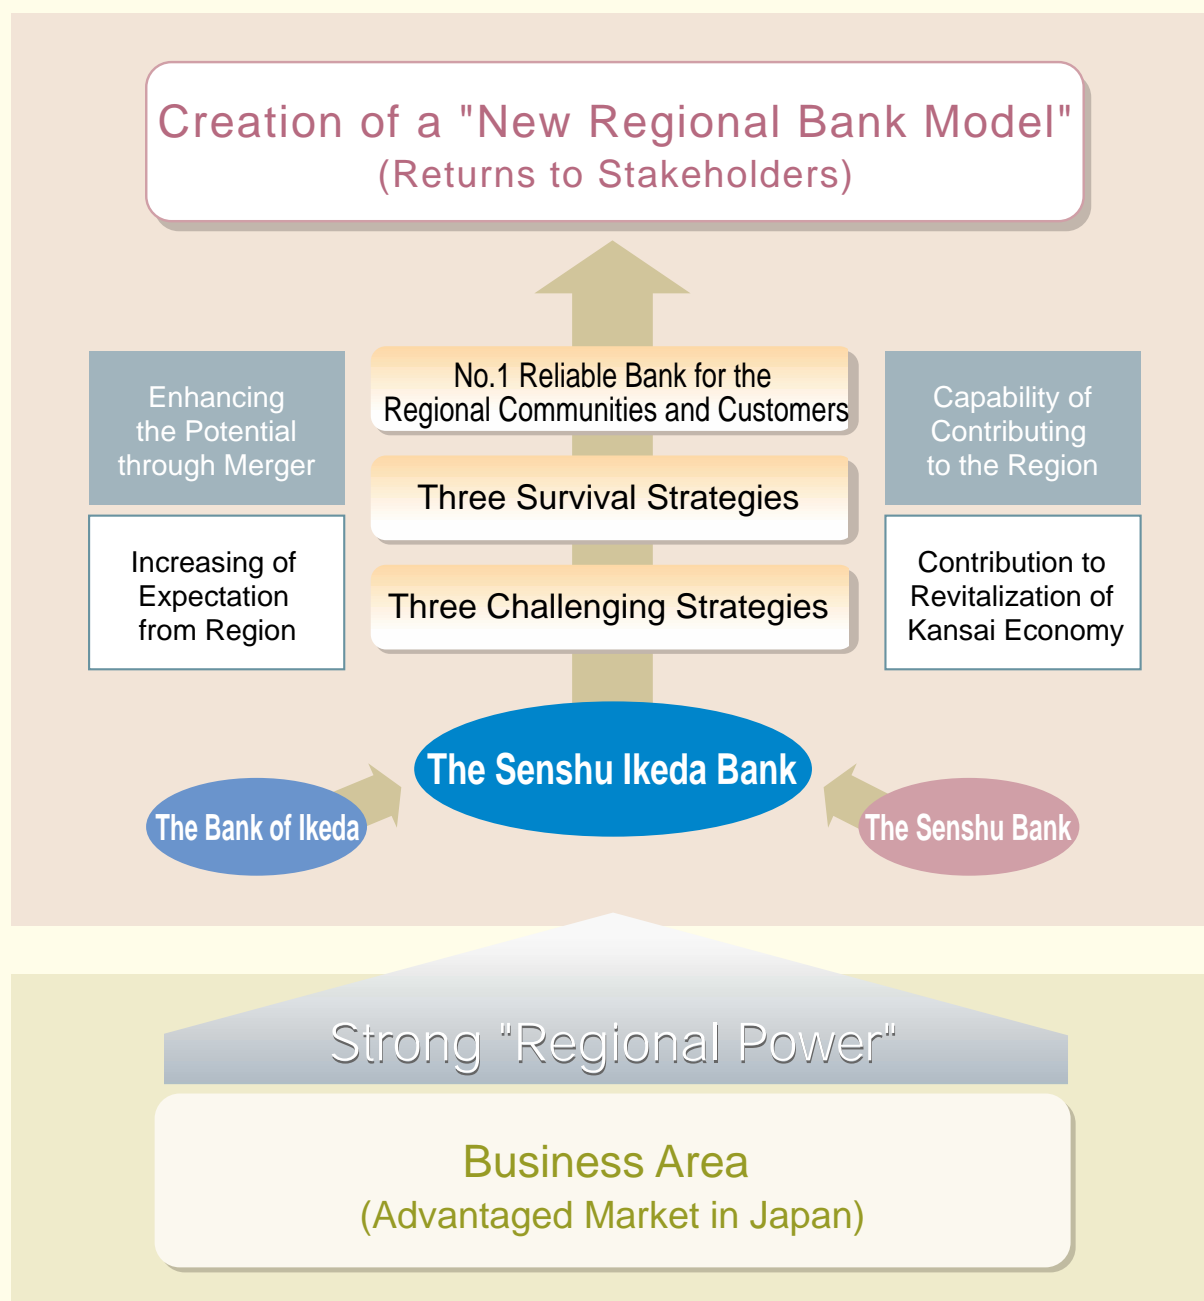 Creation of a "New Regional Bank Model"
(Returns to Stakeholders)
Enhancing
the Potential
through Merger
Increasing of
Expectation
from Region
No.1 Reliable Bank for the
Regional Communities and Customers
Three Survival Strategies
Three Challenging Strategies
Capability of
Contributing
to the Region
Contribution to
Revitalization of
Kansai Economy
The Senshu Ikeda Bank
The Bank of Ikeda
The Senshu Bank
Strong "Regional Power"
Business Area
(Advantaged Market in Japan)